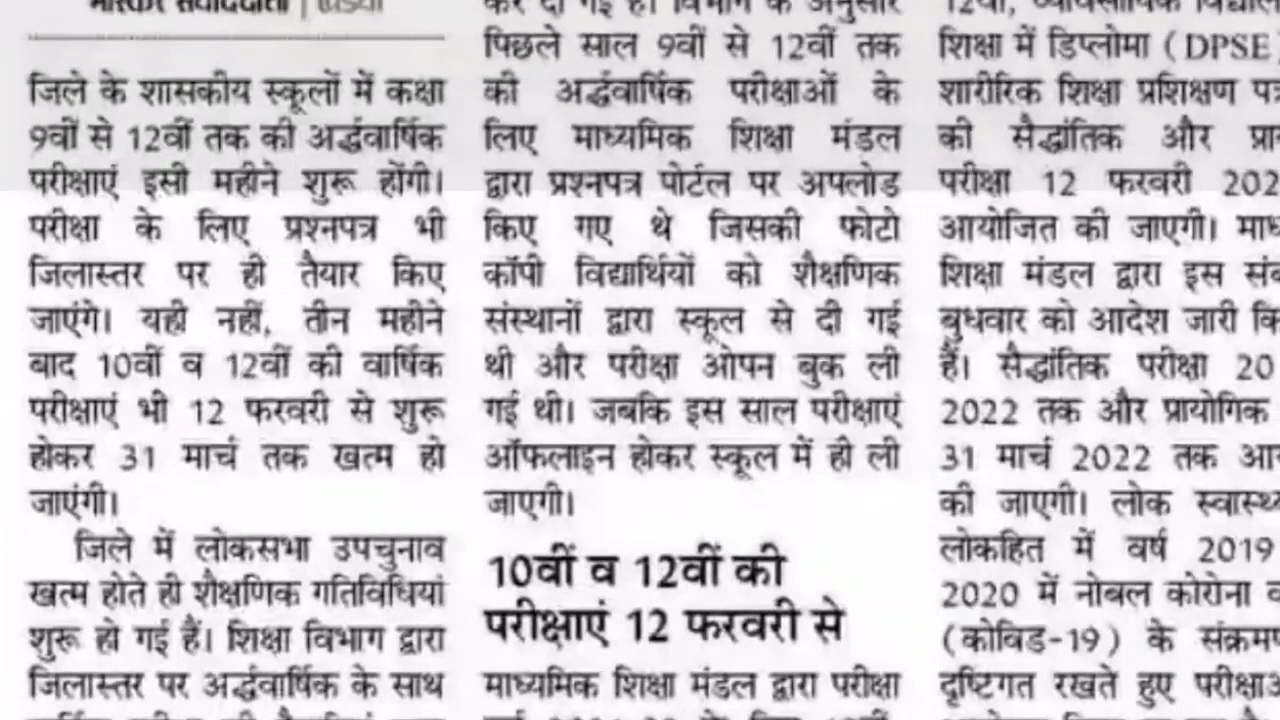 जिले के शासकीय स्कूलों में कक्षा
9वीं से 12वीं तक की अर्द्धवार्षिक
परीक्षाएं इसी महीने शुरू होंगी।
परीक्षा के लिए प्रश्नपत्र भी
जिलास्तर पर ही तैयार किए
जाएंगे। यही नहीं, तीन महीने
बाद 10वीं व 12वीं की वार्षिक
परीक्षाएं भी 12 फरवरी से शुरू
होकर 31 मार्च तक खत्म हो
जाएंगी।
जिले में लोकसभा उपचुनाव
खत्म होते ही शैक्षणिक गतिविधियां
शुरू हो गई हैं। शिक्षा विभाग द्वारा
जिलास्तर पर अर्द्धवार्षिक के साथ
कर दी गई है। विभाग के अनुसार
पिछले साल 9वीं से 12वीं तक
की अर्द्धवार्षिक परीक्षाओं के
लिए माध्यमिक शिक्षा मंडल
द्वारा प्रश्नपत्र पोर्टल पर अपलोड
किए गए थे जिसकी फोटो
कॉपी विद्यार्थियों को शैक्षणिक
संस्थानों द्वारा स्कूल से दी गई
थी और परीक्षा ओपन बुक ली
गई थी। जबकि इस साल परीक्षाएं
ऑफलाइन होकर स्कूल में ही ली
जाएगी।
10वीं व 12वीं की
परीक्षाएं 12 फरवरी से
माध्यमिक शिक्षा मंडल द्वारा परीक्षा
शिक्षा में डिप्लोमा (DPSE)
शारीरिक शिक्षा प्रशिक्षण
की सैद्धांतिक और
परीक्षा 12 फरवरी
आयोजित की जाएगी।
शिक्षा मंडल द्वारा इस
बुधवार को आदेश जारी
हैं। सैद्धांतिक परीक्षा 20
2022 तक और प्रायोगिक
31 मार्च 2022 तक
की जाएगी। लोक
लोकहित में वर्ष 2019
2020 में नोबल कोरोना
(कोविड-19) के
दृष्टिगत रखते हुए